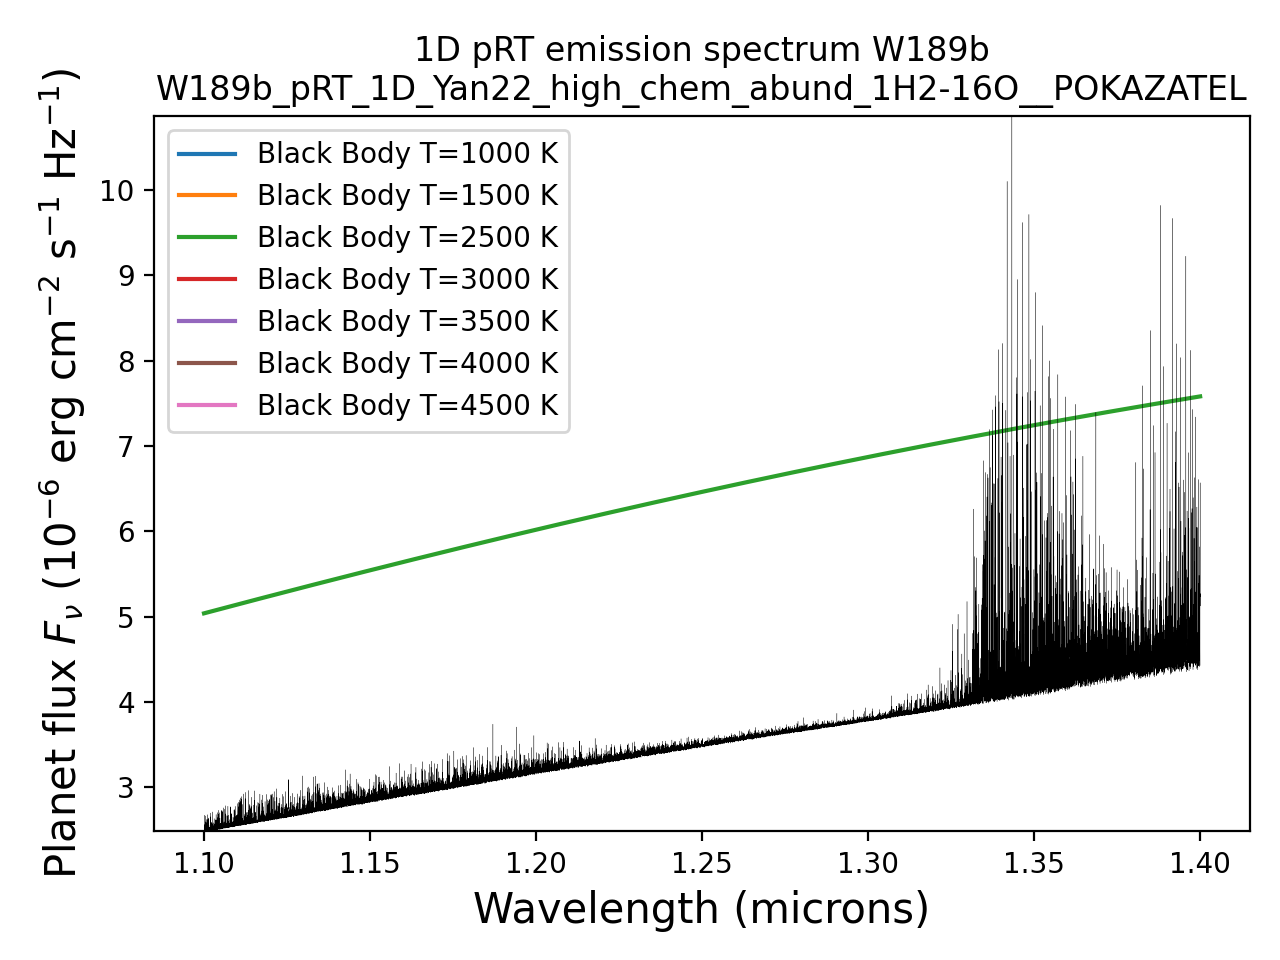 1D pRT emission spectrum W189b
W189b_pRT_1D_Yan22_high_chem_abund_1H2-16O__POKAZATEL
Planet flux Fν (10⁻⁶ erg cm⁻² s⁻¹ Hz⁻¹)
10
9
8
7
6
5
4
3
Black Body T=1000 K
Black Body T=1500 K
Black Body T=2500 K
Black Body T=3000 K
Black Body T=3500 K
Black Body T=4000 K
Black Body T=4500 K
1.10 1.15 1.20 1.25 1.30 1.35 1.40
Wavelength (microns)